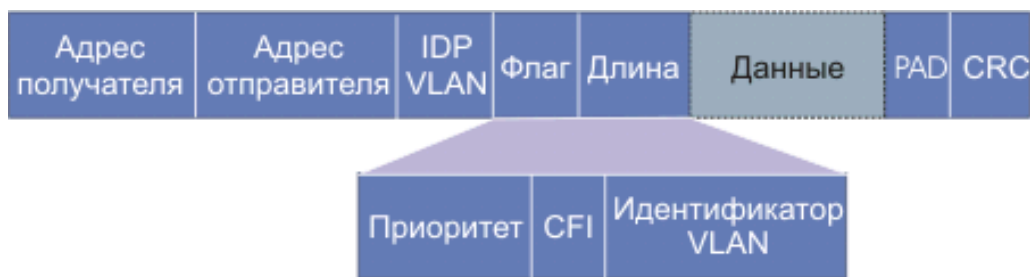 Адрес получателя
Адрес отправителя
IDP VLAN
Флаг
Длина
Данные
PAD
CRC
Приоритет
CFI
Идентификатор VLAN